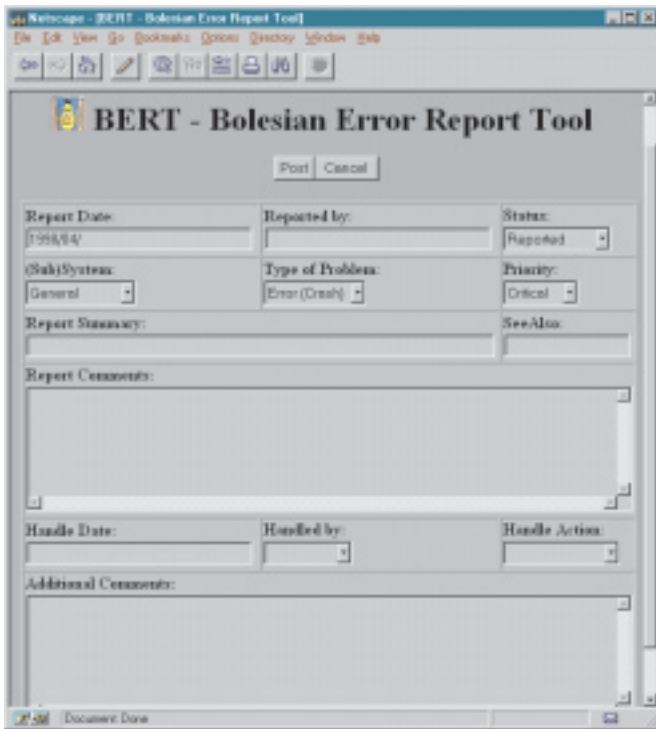 Netscape - [BERT - Bolesian Error Report Tool]
File Edit View Go Bookmarks Options Directory Window Help
BERT - Bolesian Error Report Tool
Post Cancel
Report Date: Reported by: Status:
1998/04/ Reported
(Sub)System: Type of Problem: Priority:
General Error (Crash) Critical
Report Summary: SeeAlso:
Report Comments:
Handle Date: Handled by: Handle Action:
Additional Comments:
Document Done